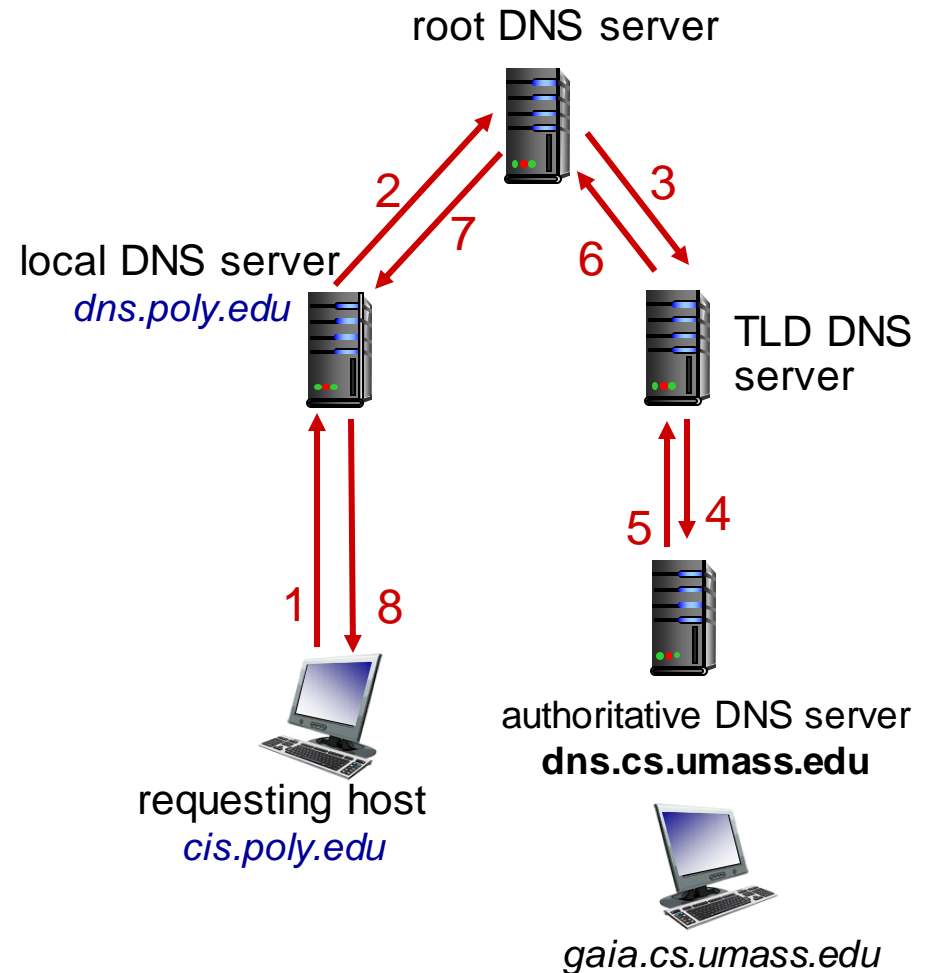 root DNS server
2
3
7
6
local DNS server
dns.poly.edu
TLD DNS
server
5
4
1
8
authoritative DNS server
dns.cs.umass.edu
requesting host
cis.poly.edu
gaia.cs.umass.edu